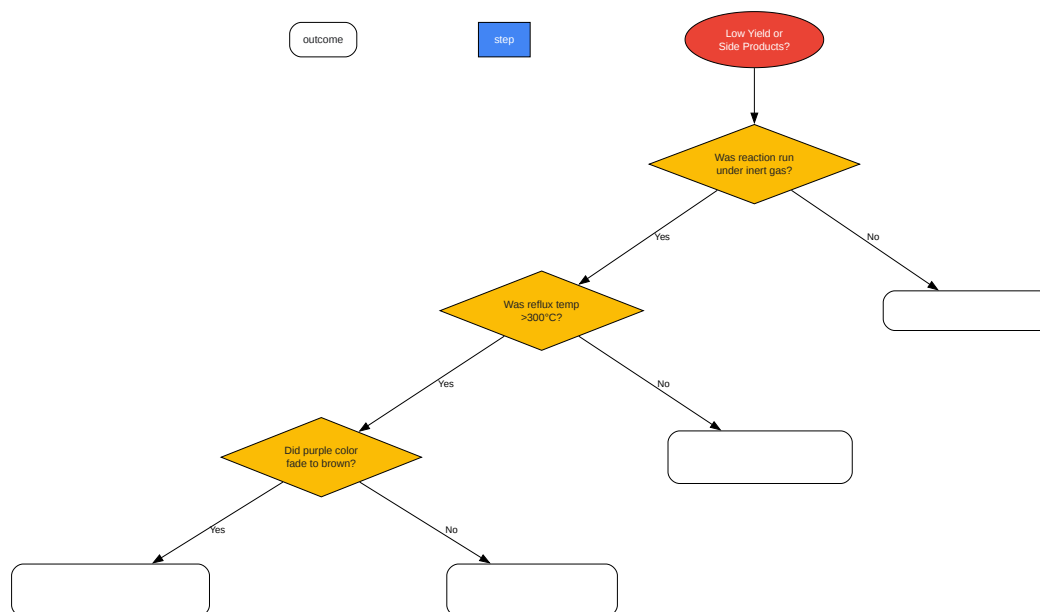 outcome
step
Low Yield or
Side Products?
Was reaction run
under inert gas?
Yes
No
Was reflux temp
>300°C?
Yes
No
Did purple color
fade to brown?
Yes
No